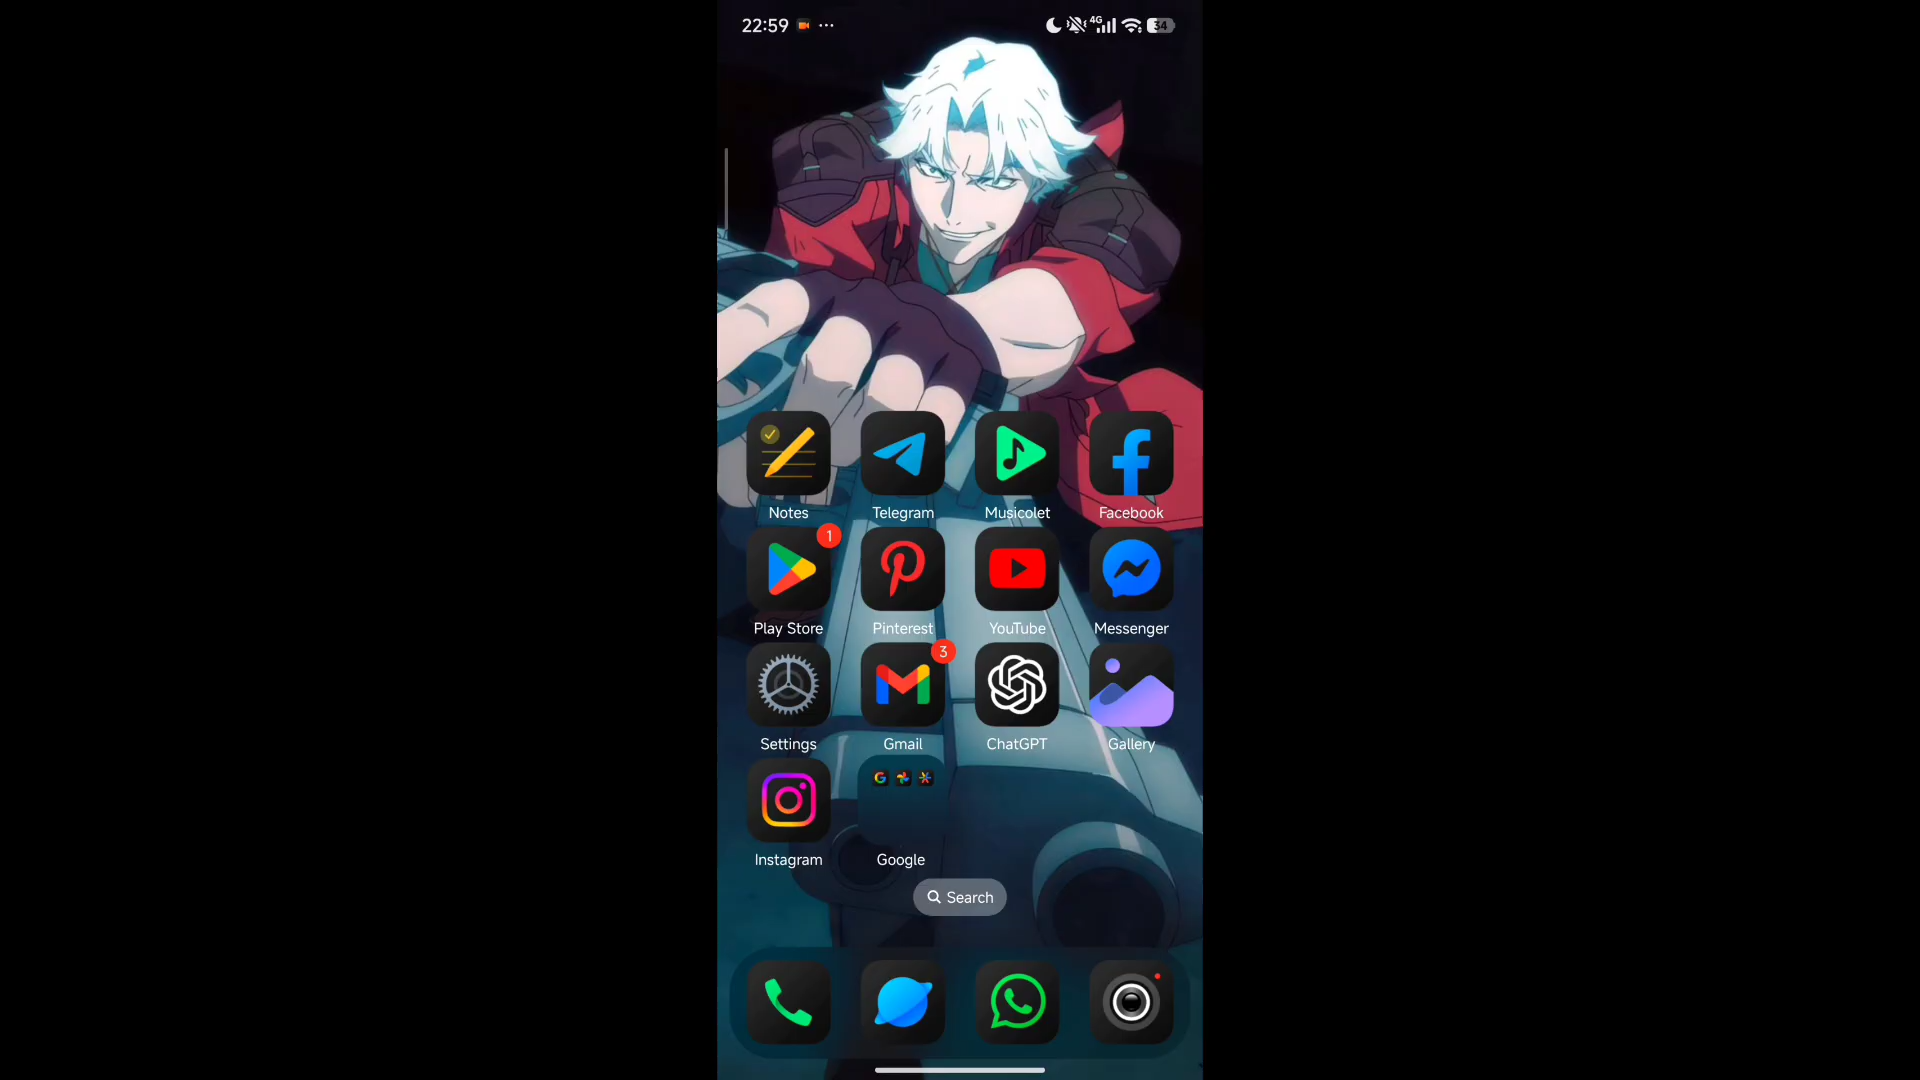 22:59
4G
34
Notes Telegram Musicolet Facebook
1
Play Store Pinterest YouTube Messenger
3
Settings Gmail ChatGPT Gallery
Instagram Google
Search